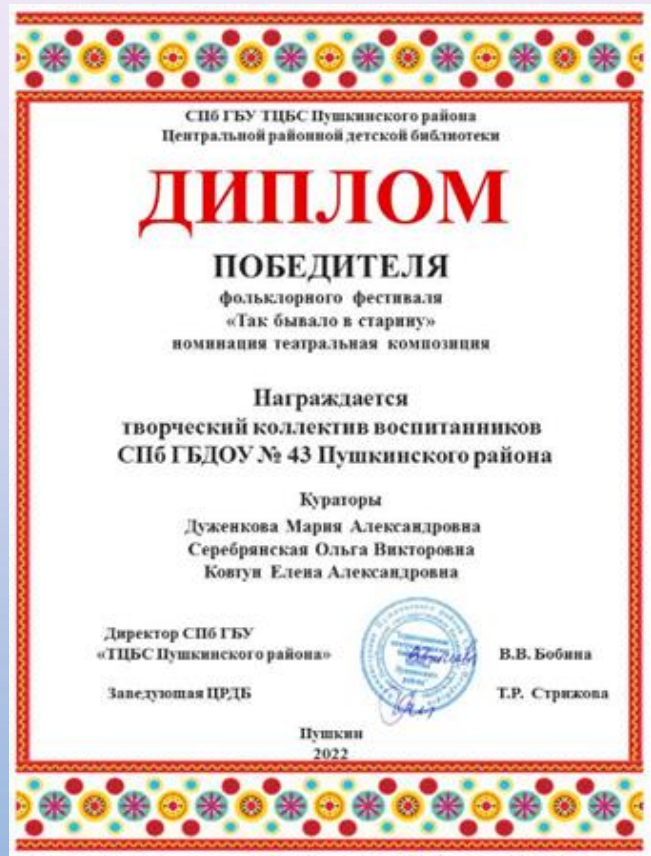 СПб ГБУ ТЦБС Пушкинского района
Центральной районной детской библиотеки
ДИПЛОМ
ПОБЕДИТЕЛЯ
фольклорного фестиваля
«Так бывало в старину»
номинация театральная композиция
Награждается
творческий коллектив воспитанников
СПб ГБДОУ № 43 Пушкинского района
Кураторы
Дуженкова Мария Александровна
Серебрянская Ольга Викторовна
Ковтун Елена Александровна
Директор СПб ГБУ
«ТЦБС Пушкинского района» В.В. Бобина
Заведующая ЦРДБ Т.Р. Стрижова
Пушкин
2022